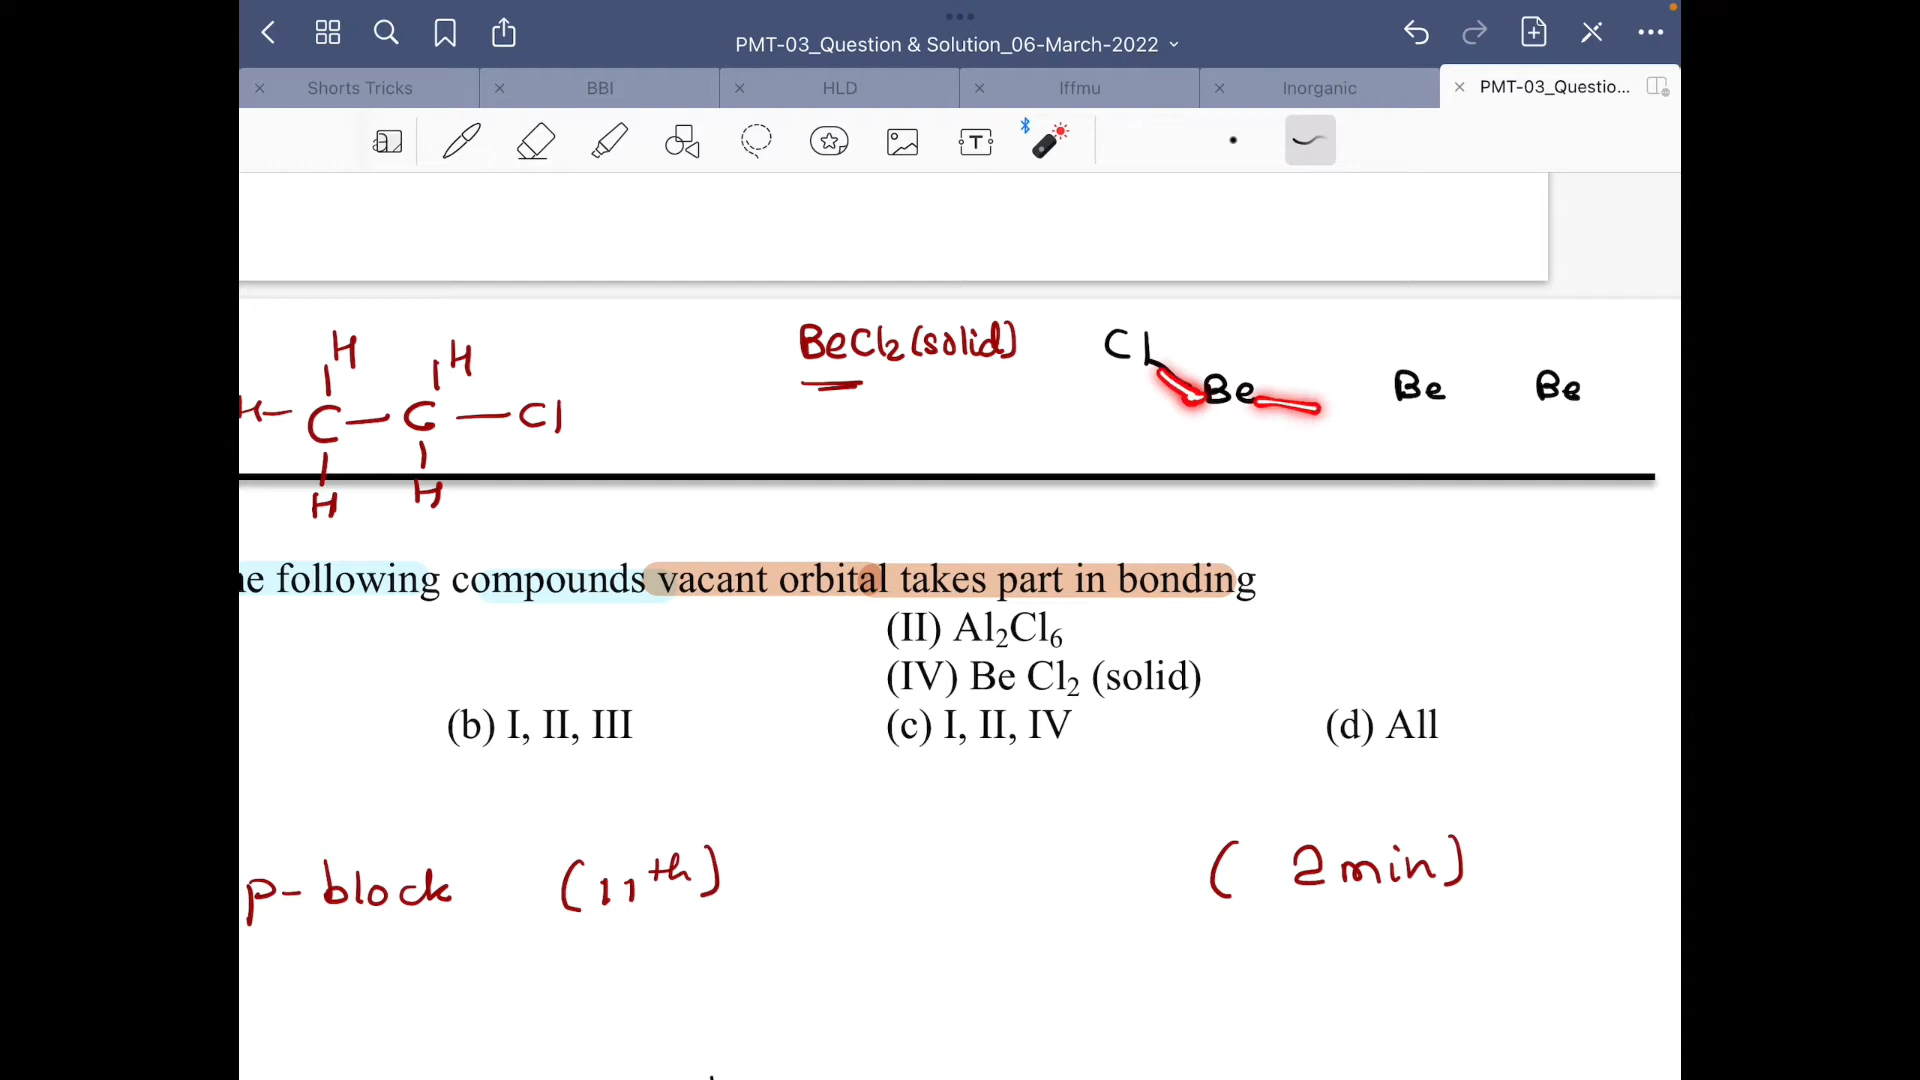 PMT-03_Question & Solution_06-March-2022
Shorts Tricks
BBI
HLD
Iffmu
Inorganic
PMT-03_Questio...
T
H H
H- C - C - Cl
H H
BeCl₂ (solid)
Cl Be Be Be
he following compounds vacant orbital takes part in bonding
(II) Al₂Cl₆
(IV) Be Cl₂ (solid)
(b) I, II, III (c) I, II, IV (d) All
p-block (11th) (2 min)